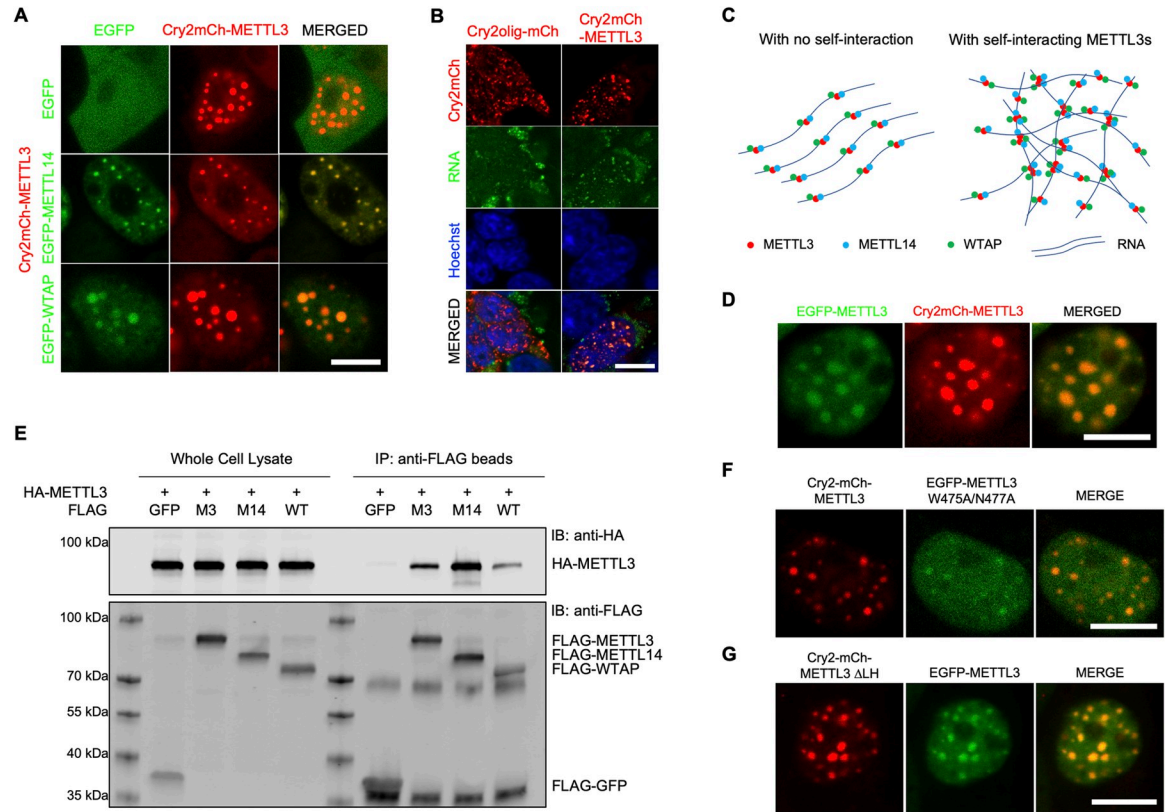 A
EGFP
Cry2mCh-METTL3
MERGED
Cry2mCh-METTL3
EGFP
EGFP-METTL14
EGFP-WTAP
B
Cry2olig-mCh
Cry2mCh
-METTL3
Cry2mCh
RNA
Hoechst
MERGED
C
With no self-interaction
With self-interacting METTL3s
METTL3
METTL14
WTAP
RNA
D
EGFP-METTL3
Cry2mCh-METTL3
MERGED
E
Whole Cell Lysate
IP: anti-FLAG beads
HA-METTL3 + + + + + + + +
FLAG GFP M3 M14 WT GFP M3 M14 WT
100 kDa
IB: anti-HA
HA-METTL3
100 kDa
IB: anti-FLAG
FLAG-METTL3
FLAG-METTL14
FLAG-WTAP
70 kDa
55 kDa
40 kDa
35 kDa
FLAG-GFP
F
Cry2-mCh-
METTL3
EGFP-METTL3
W475A/N477A
MERGE
G
Cry2-mCh-
METTL3 ΔLH
EGFP-METTL3
MERGE